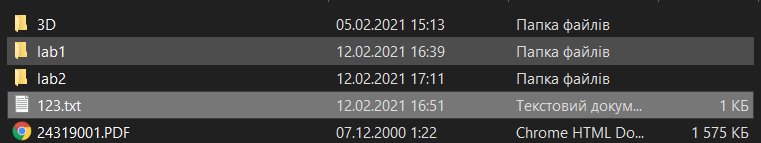 3D 05.02.2021 15:13 Папка файлів
lab1 12.02.2021 16:39 Папка файлів
lab2 12.02.2021 17:11 Папка файлів
123.txt 12.02.2021 16:51 Текстовий докум... 1 КБ
24319001.PDF 07.12.2000 1:22 Chrome HTML Do... 1 575 КБ